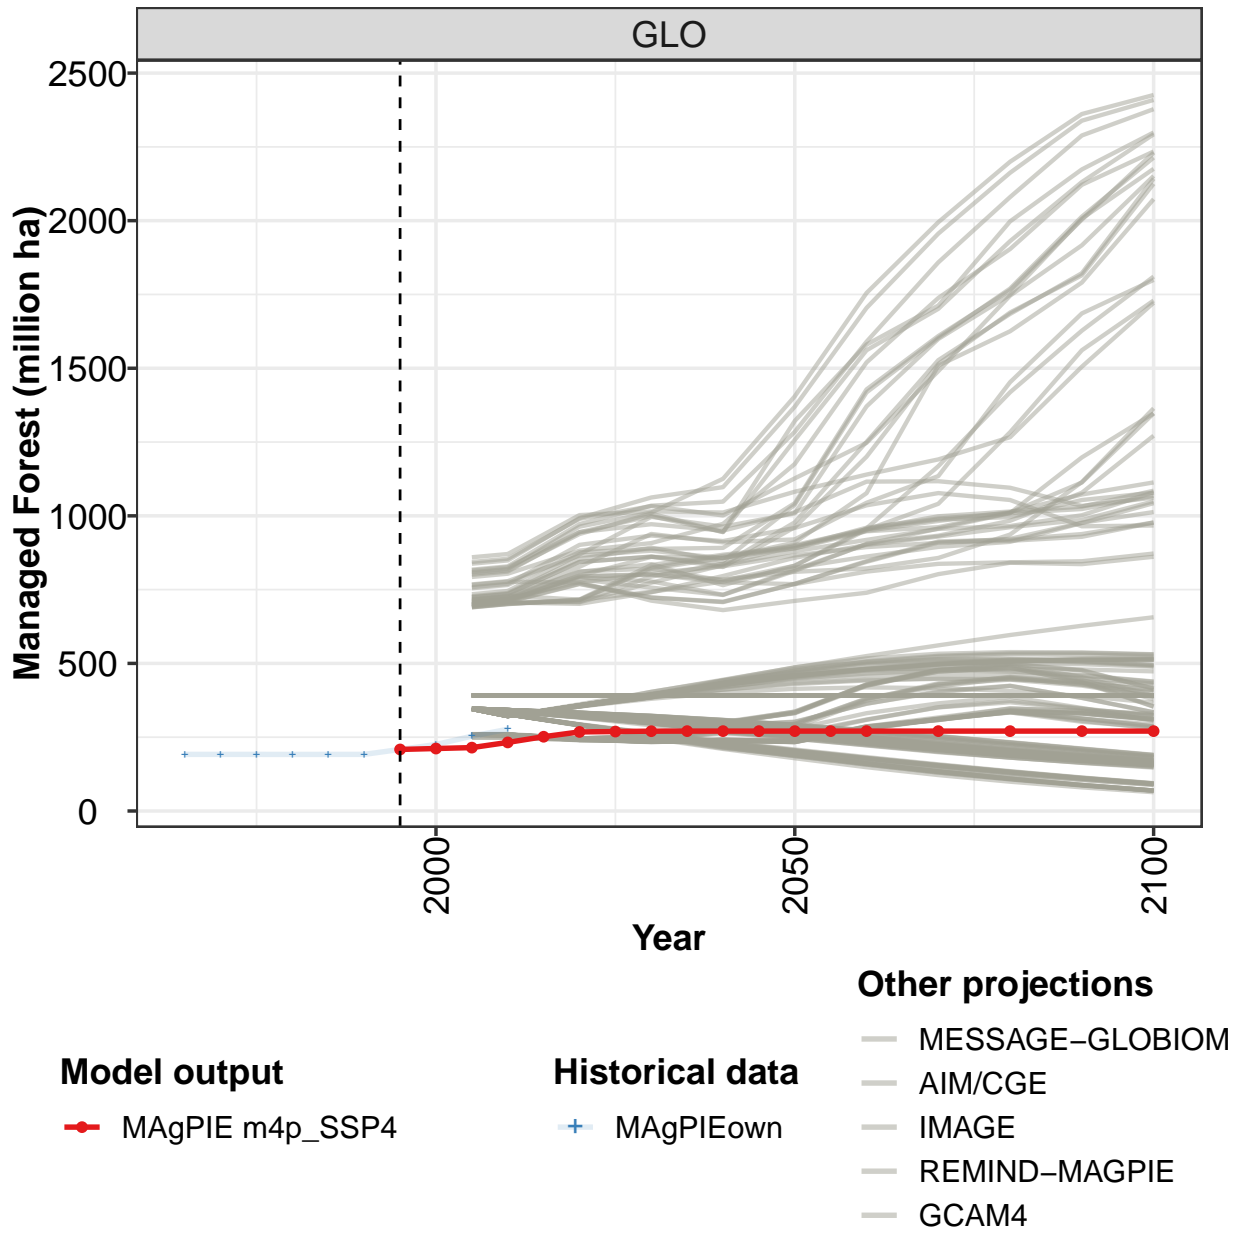 GLO
Managed Forest (million ha)
2500
2000
1500
1000
500
0
2000
2050
2100
Year
Other projections
MESSAGE−GLOBIOM
AIM/CGE
IMAGE
REMIND−MAGPIE
GCAM4
Model output
MAgPIE m4p_SSP4
Historical data
MAgPIEown